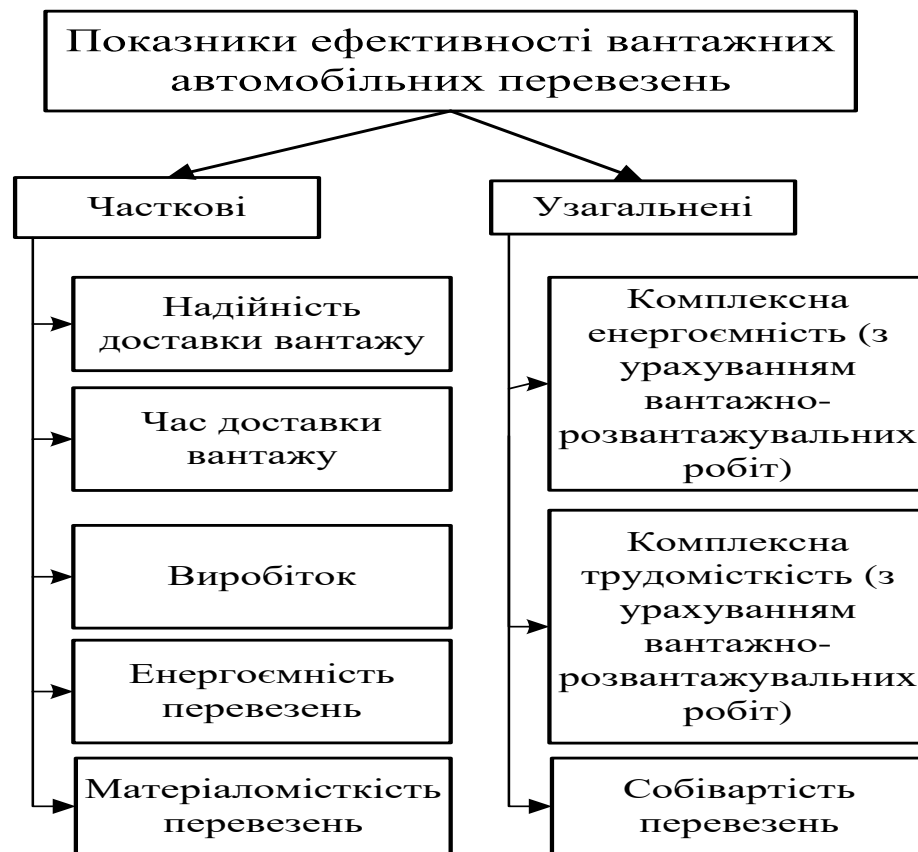 Показники ефективності вантажних
автомобільних перевезень
Часткові
Надійність
доставки вантажу
Час доставки
вантажу
Виробіток
Енергоємність
перевезень
Матеріаломісткість
перевезень
Узагальнені
Комплексна
енергоємність (з
урахуванням
вантажно-
розвантажувальних
робіт)
Комплексна
трудомісткість (з
урахуванням
вантажно-
розвантажувальних
робіт)
Собівартість
перевезень